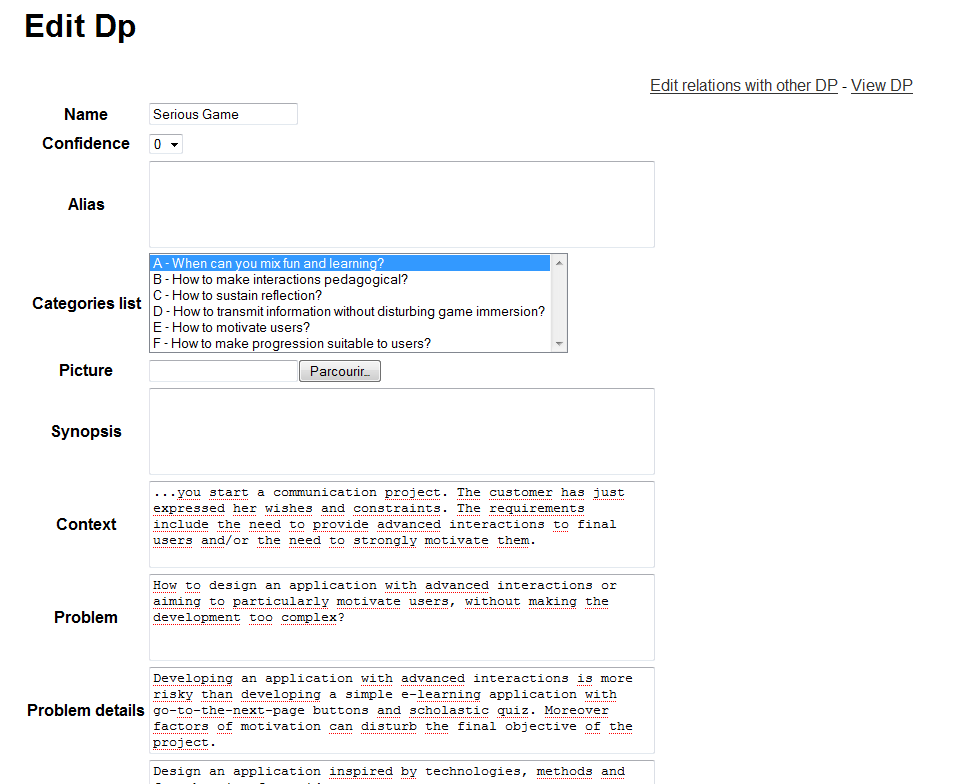 Edit Dp
Edit relations with other DP - View DP
Name
Serious Game
Confidence
0
Alias
Categories list
A - When can you mix fun and learning?
B - How to make interactions pedagogical?
C - How to sustain reflection?
D - How to transmit information without disturbing game immersion?
E - How to motivate users?
F - How to make progression suitable to users?
Picture
Parcourir...
Synopsis
Context
...you start a communication project. The customer has just
expressed her wishes and constraints. The requirements
include the need to provide advanced interactions to final
users and/or the need to strongly motivate them.
Problem
How to design an application with advanced interactions or
aiming to particularly motivate users, without making the
development too complex?
Problem details
Developing an application with advanced interactions is more
risky than developing a simple e-learning application with
go-to-the-next-page buttons and scholastic quiz. Moreover
factors of motivation can disturb the final objective of the
project.
Design an application inspired by technologies, methods and